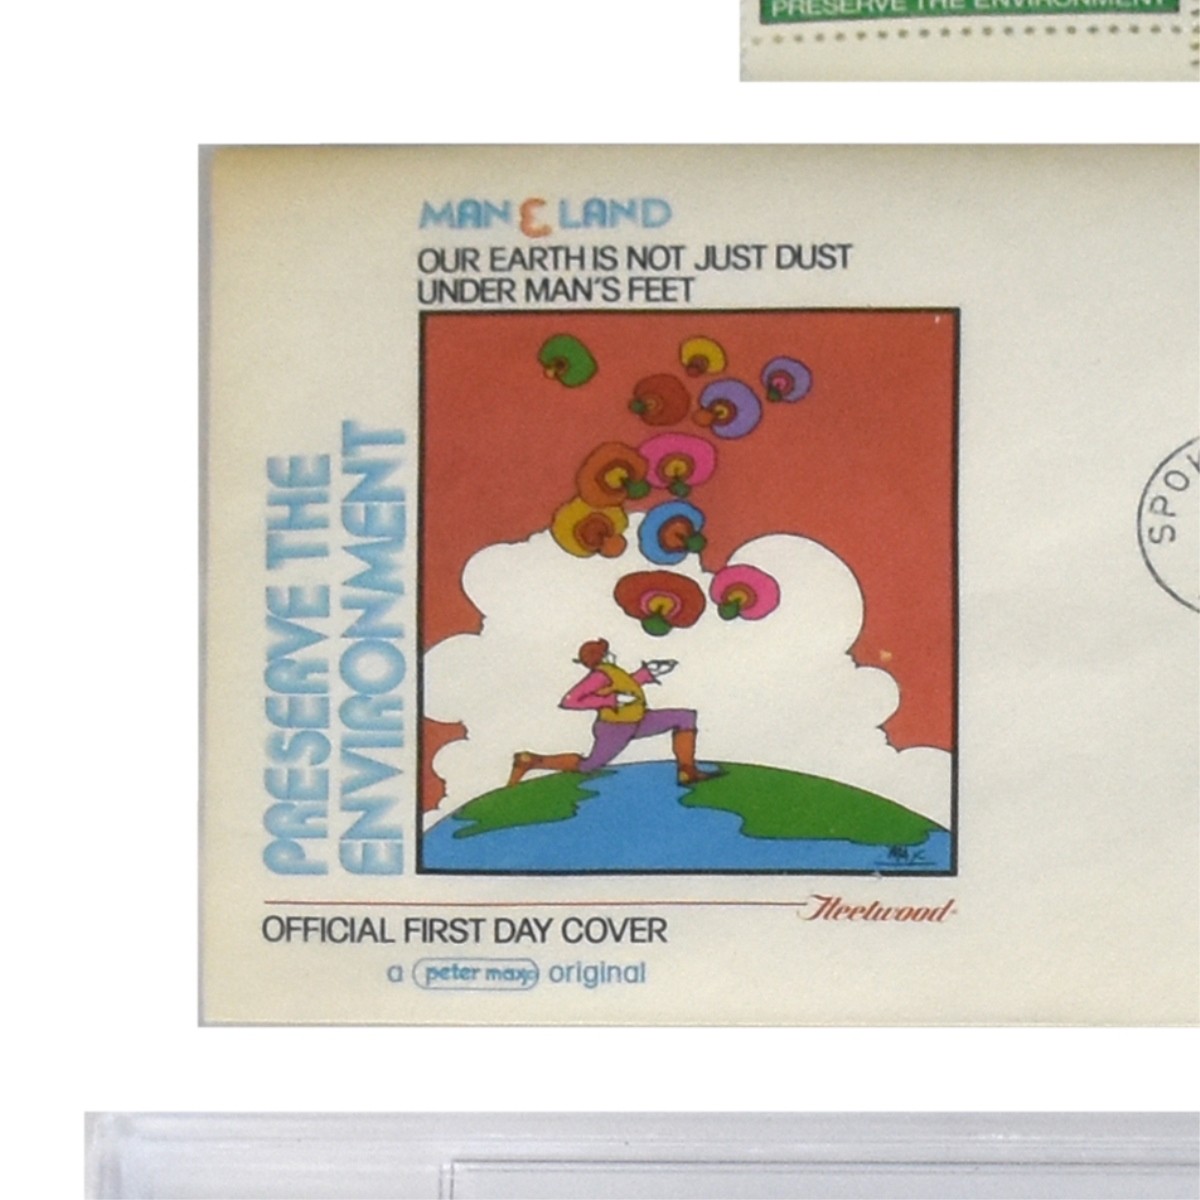 PRESERVE THE ENVIRONMENT
MAN & LAND
OUR EARTH IS NOT JUST DUST
UNDER MAN'S FEET
PRESERVE THE
ENVIRONMENT
MAX
Fleetwood
OFFICIAL FIRST DAY COVER
a peter max original